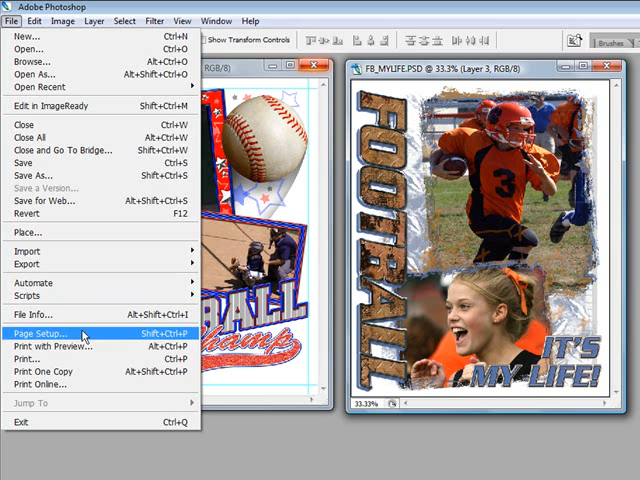 Adobe Photoshop
File Edit Image Layer Select Filter View Window Help
Show Transform Controls
Brushes
New... Ctrl+N
Open... Ctrl+O
Browse... Alt+Ctrl+O
Open As... Alt+Shift+Ctrl+O
Open Recent
Edit in ImageReady Shift+Ctrl+M
Close Ctrl+W
Close All Alt+Ctrl+W
Close and Go To Bridge... Shift+Ctrl+W
Save Ctrl+S
Save As... Shift+Ctrl+S
Save a Version...
Save for Web... Alt+Shift+Ctrl+S
Revert F12
Place...
Import
Export
Automate
Scripts
File Info... Alt+Shift+Ctrl+I
Page Setup... Shift+Ctrl+P
Print with Preview... Alt+Ctrl+P
Print... Ctrl+P
Print One Copy Alt+Shift+Ctrl+P
Print Online...
Jump To
Exit Ctrl+Q
RGB/8)
BALL
Champ
FB_MYLIFE.PSD @ 33.3% (Layer 3, RGB/8)
FOOTBALL
3
IT'S
MY LIFE!
33.33%